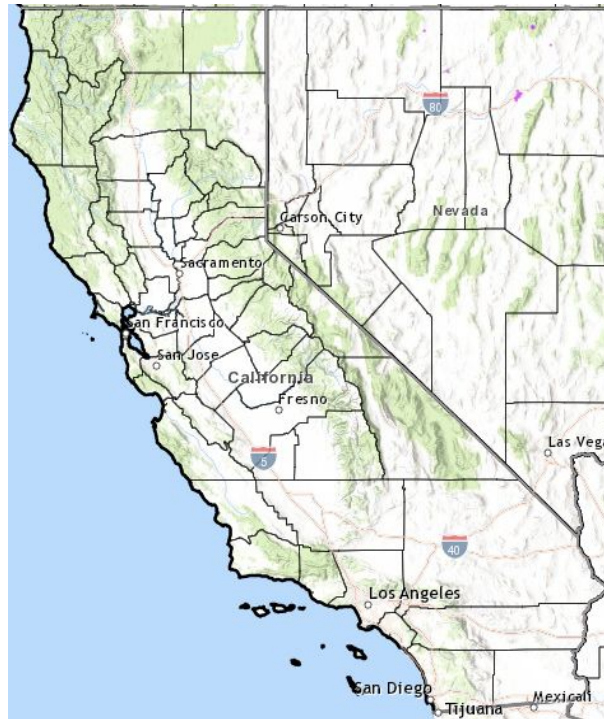 80
Carson City
Nevada
Sacramento
San Francisco
San Jose
California
Fresno
Las Vega
5
40
Los Angeles
San Diego
Tijuana
Mexicali